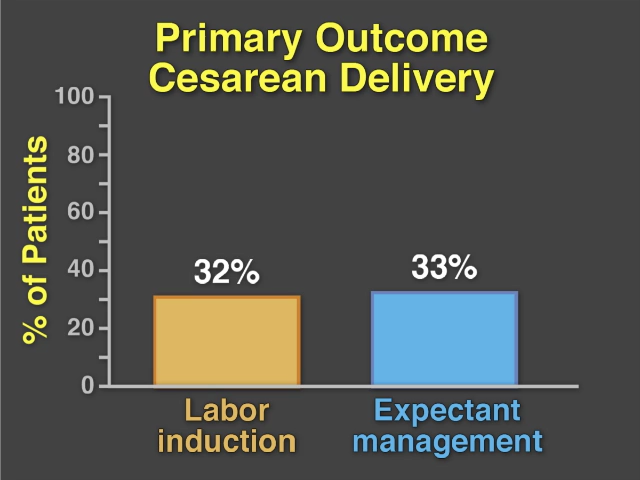 Primary Outcome
Cesarean Delivery
% of Patients
100
80
60
40
20
0
32%
33%
Labor
induction
Expectant
management